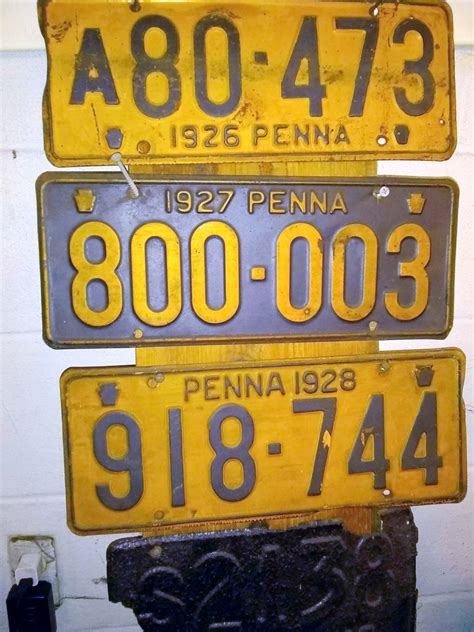 A80·473
1926 PENNA
1927 PENNA
800·003
PENNA 1928
918·744